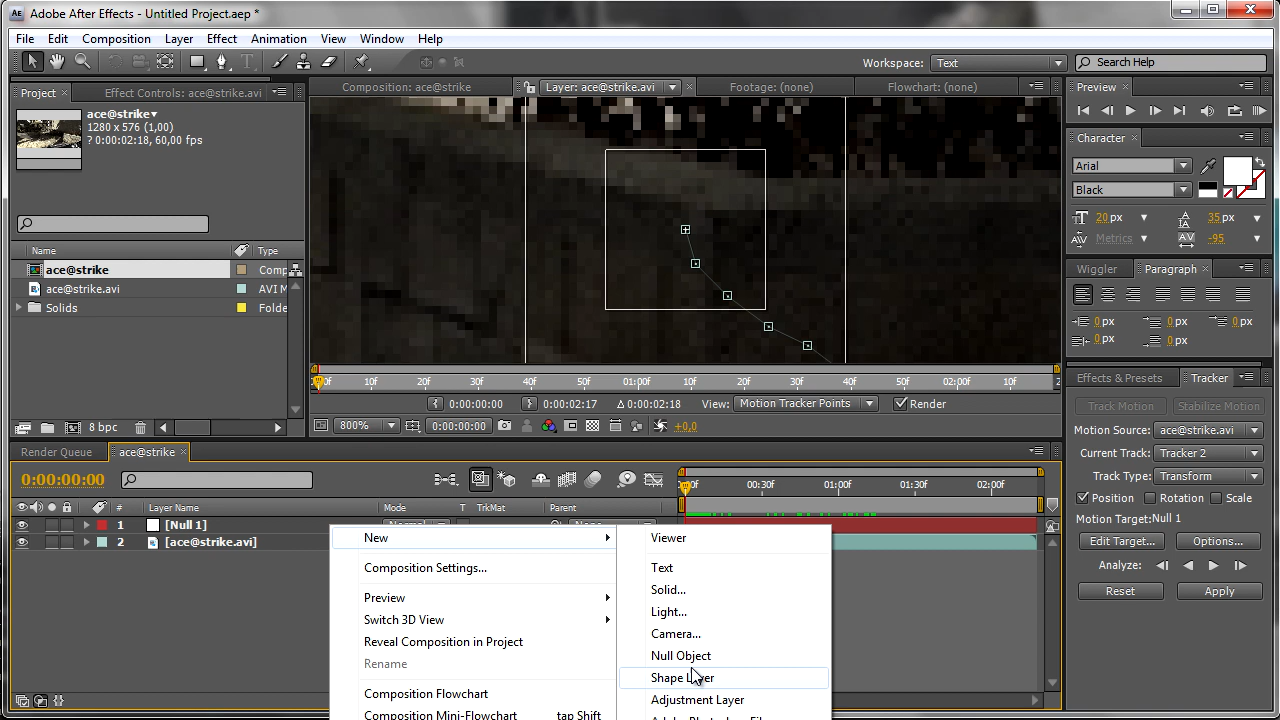 Adobe After Effects - Untitled Project.aep *
File Edit Composition Layer Effect Animation View Window Help
Workspace: Text Search Help
Project Effect Controls: ace@strike.avi
Composition: ace@strike Layer: ace@strike.avi Footage: (none) Flowchart: (none)
Preview
ace@strike
1280 x 576 (1,00)
? 0:00:02:18, 60,00 fps
Character
Arial
Black
20 px 35 px
Metrics -95
Name Type
ace@strike Comp
ace@strike.avi AVI M
Solids Folde
Wiggler Paragraph
0 px 0 px 0 px
0 px 0 px
10f 20f 30f 40f 50f 01:00f 10f 20f 30f 40f 50f 02:00f 10f 2
0:00:00:00 0:00:02:17 Δ 0:00:02:18 View: Motion Tracker Points Render
8 bpc 800% 0:00:00:00 +0,0
Effects & Presets Tracker
Track Motion Stabilize Motion
Motion Source: ace@strike.avi
Current Track: Tracker 2
Track Type: Transform
Position Rotation Scale
Motion Target: Null 1
Edit Target... Options...
Analyze:
Reset Apply
Render Queue ace@strike
0:00:00:00
00:30f 01:00f 01:30f 02:00f
# Layer Name Mode T TrkMat Parent
1 [Null 1]
2 [ace@strike.avi]
New
Composition Settings...
Preview
Switch 3D View
Reveal Composition in Project
Rename
Composition Flowchart
Composition Mini-Flowchart tap Shift
Viewer
Text
Solid...
Light...
Camera...
Null Object
Shape Layer
Adjustment Layer